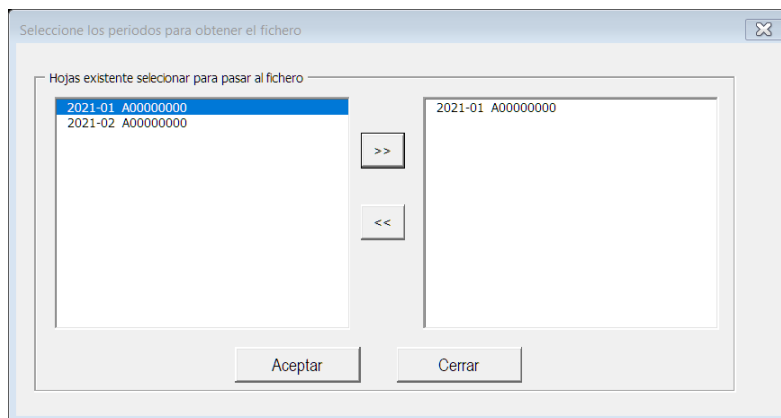 Seleccione los periodos para obtener el fichero
Hojas existente selecionar para pasar al fichero
2021-01 A00000000
2021-02 A00000000
>>
<<
2021-01 A00000000
Aceptar
Cerrar